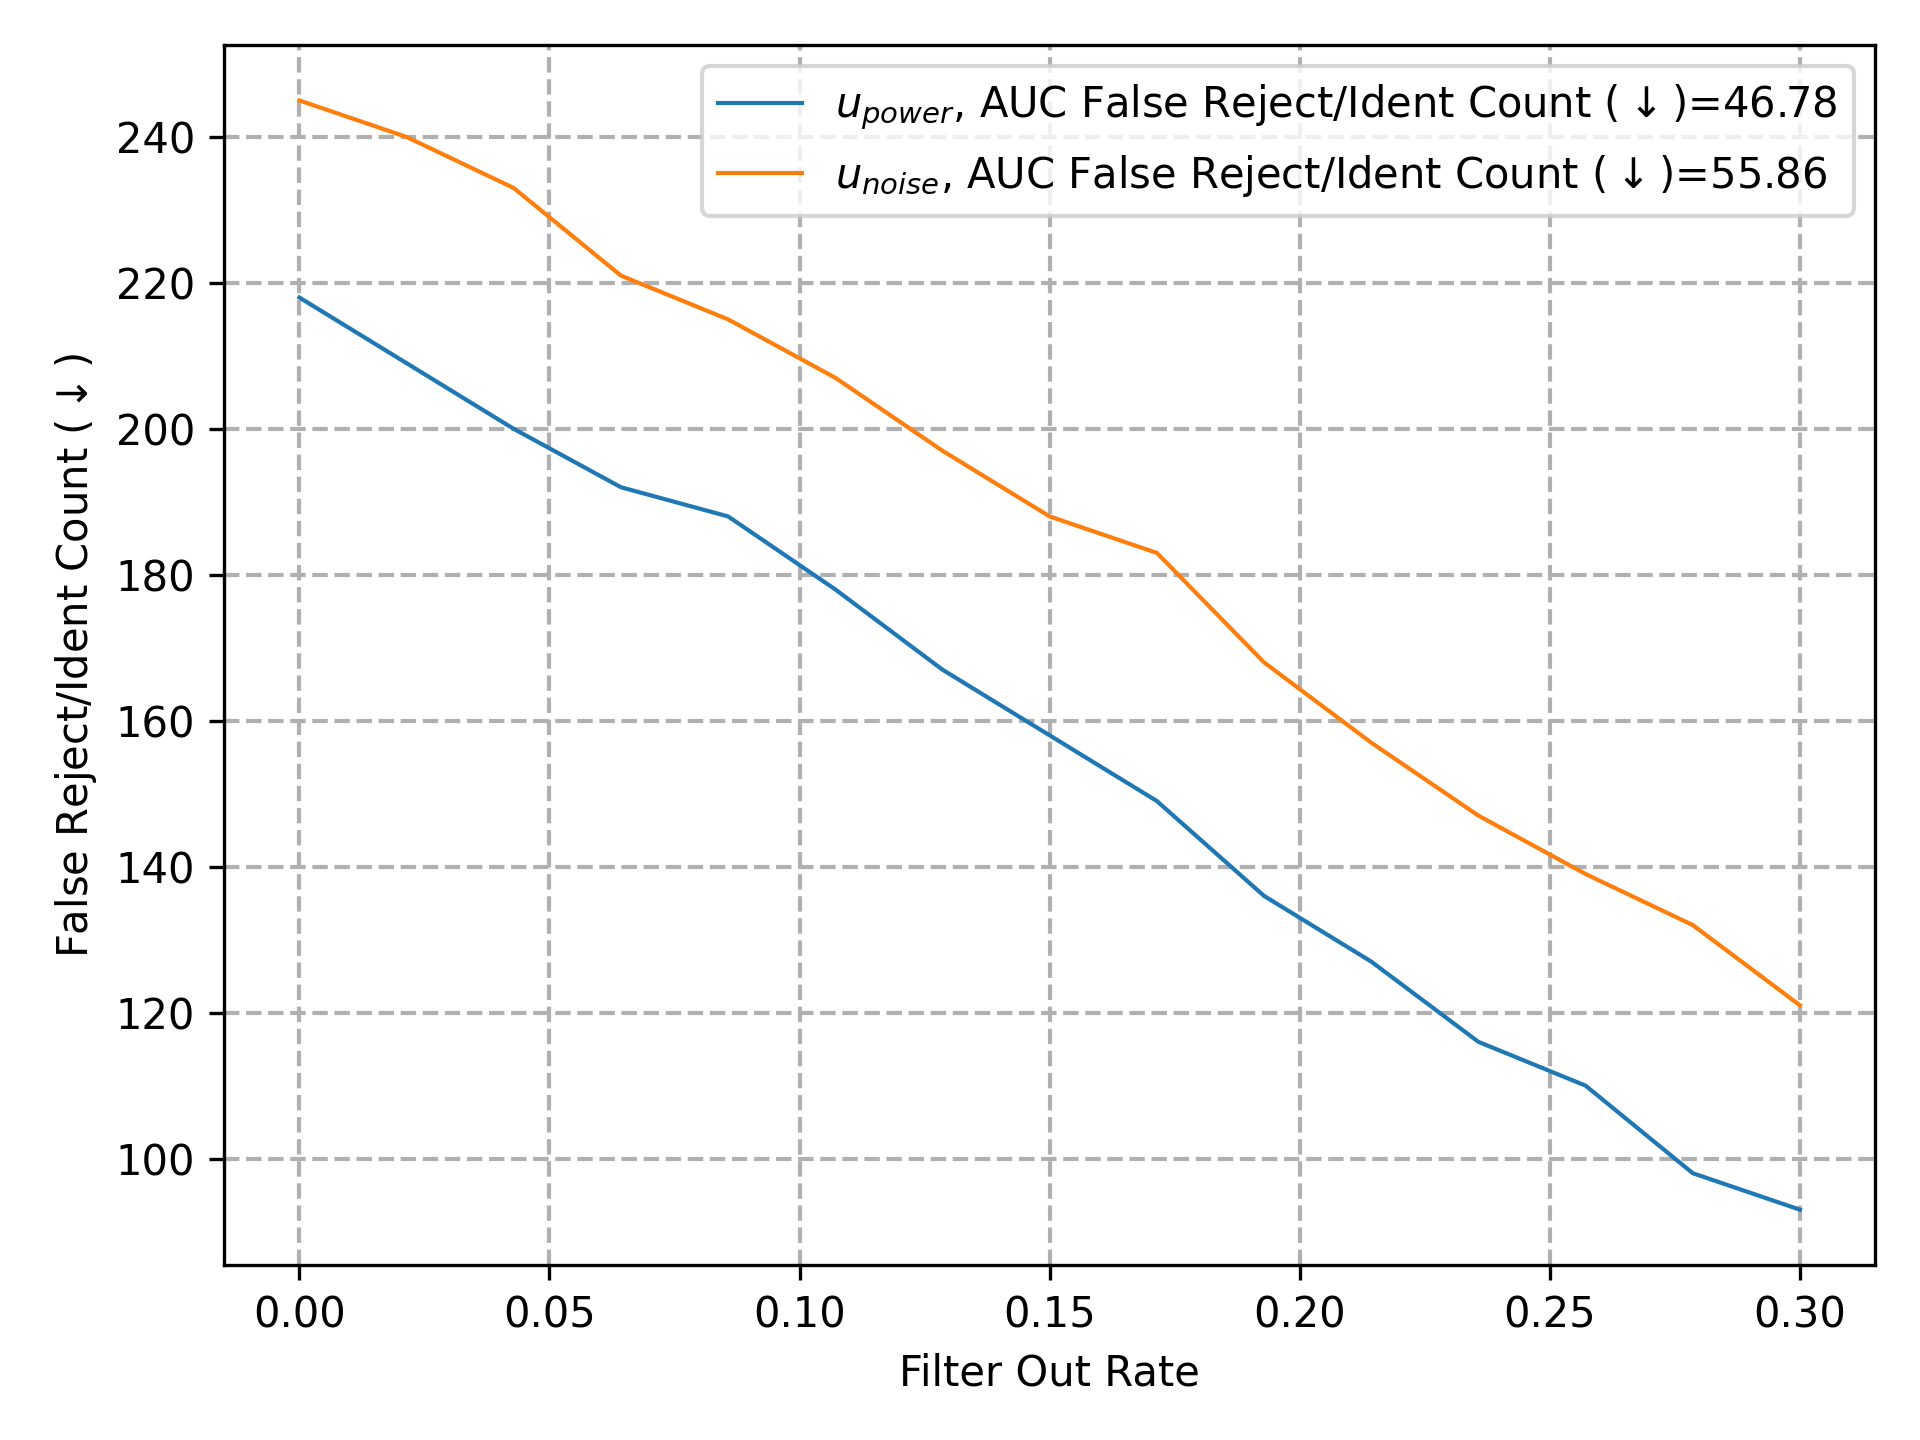 u_power, AUC False Reject/Ident Count (↓)=46.78
u_noise, AUC False Reject/Ident Count (↓)=55.86
False Reject/Ident Count (↓)
240
220
200
180
160
140
120
100
0.00 0.05 0.10 0.15 0.20 0.25 0.30
Filter Out Rate